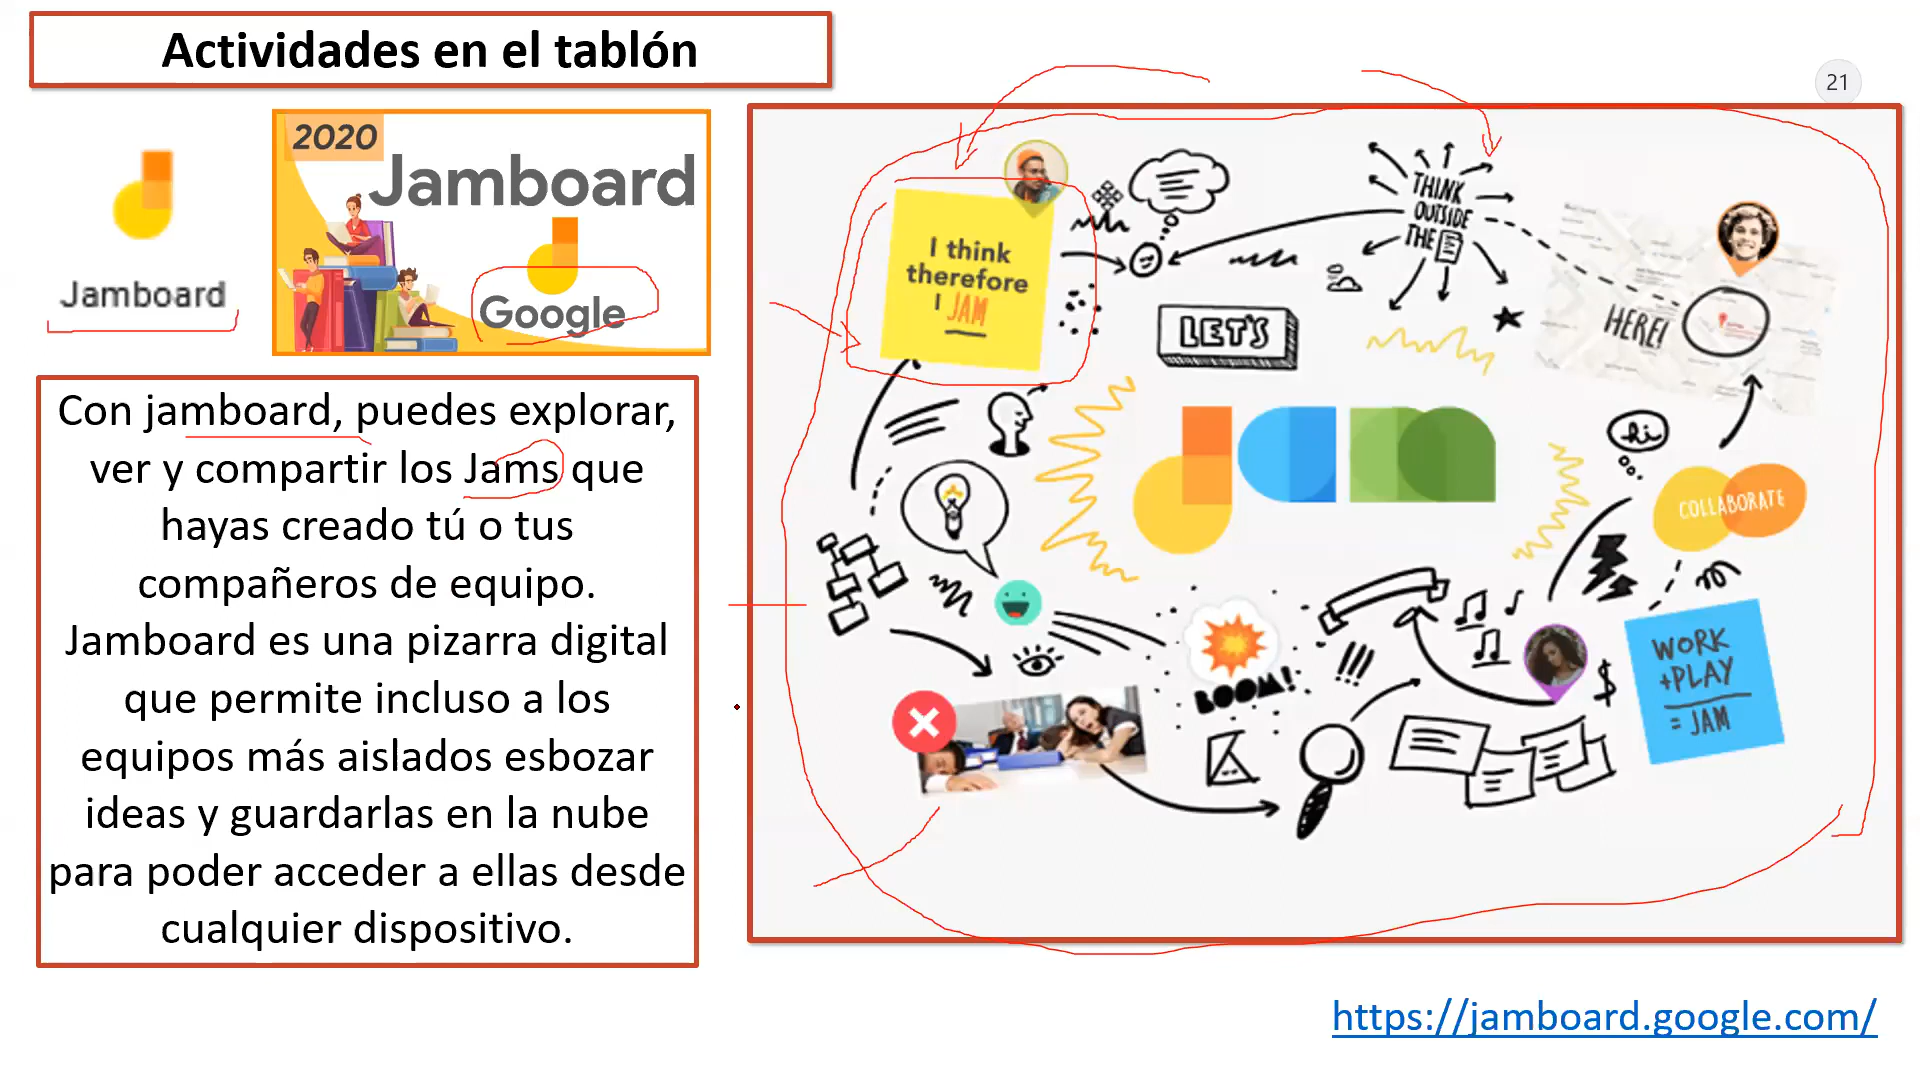 Actividades en el tablón
21
Jamboard
2020
Jamboard
Google
Con jamboard, puedes explorar,
ver y compartir los Jams que
hayas creado tú o tus
compañeros de equipo.
Jamboard es una pizarra digital
que permite incluso a los
equipos más aislados esbozar
ideas y guardarlas en la nube
para poder acceder a ellas desde
cualquier dispositivo.
I think
therefore
I JAM
THINK
OUTSIDE
THE
LET'S
HERE!
JAM
hi
COLLABORATE
BOOM!
!!!
$
WORK
+PLAY
= JAM
https://jamboard.google.com/